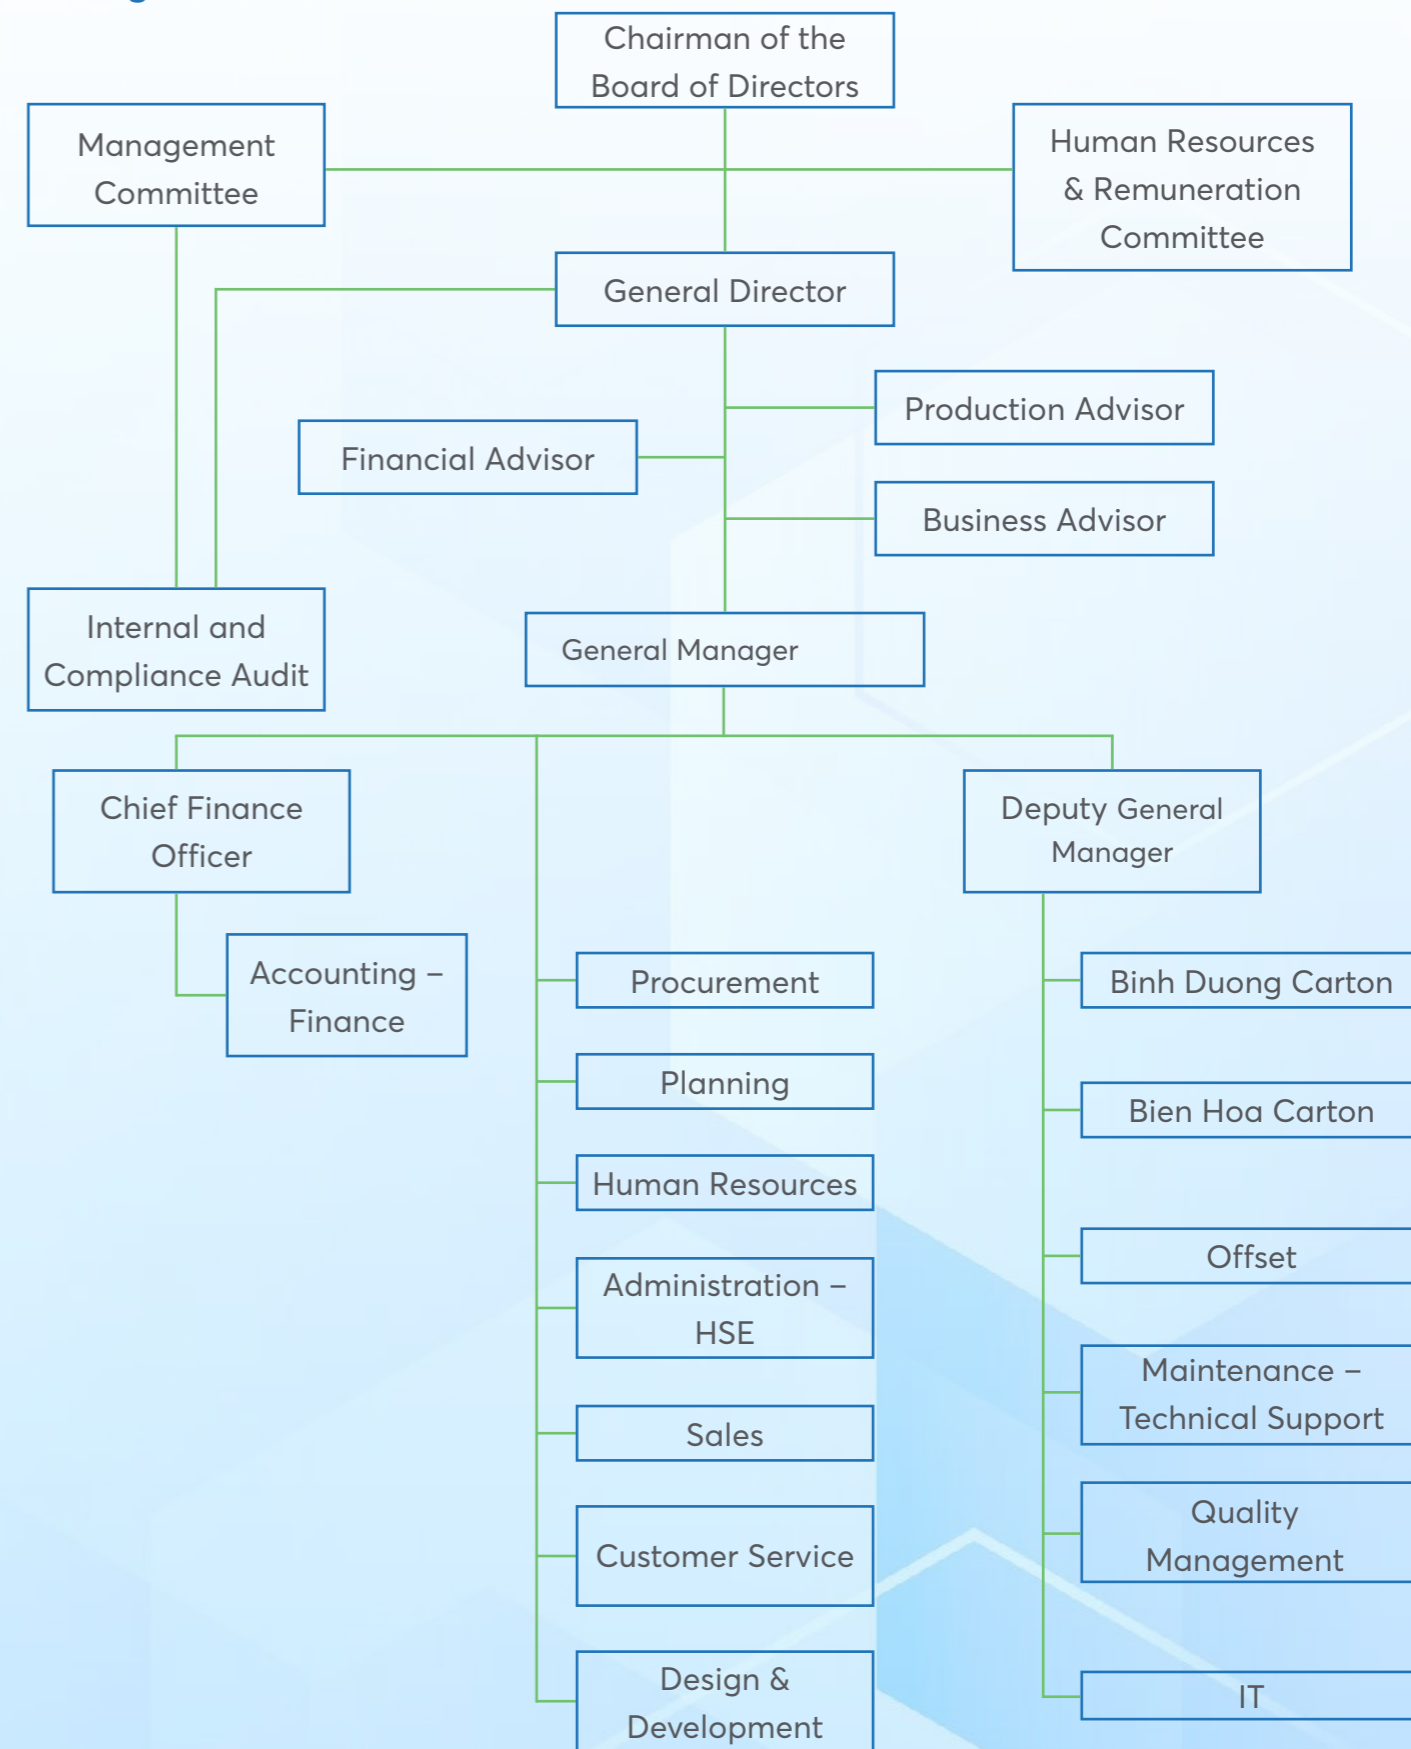 Chairman of the
Board of Directors
Management
Committee
Human Resources
& Remuneration
Committee
General Director
Production Advisor
Financial Advisor
Business Advisor
Internal and
Compliance Audit
General Manager
Chief Finance
Officer
Deputy General
Manager
Accounting –
Finance
Procurement
Planning
Human Resources
Administration –
HSE
Sales
Customer Service
Design &
Development
Binh Duong Carton
Bien Hoa Carton
Offset
Maintenance –
Technical Support
Quality
Management
IT